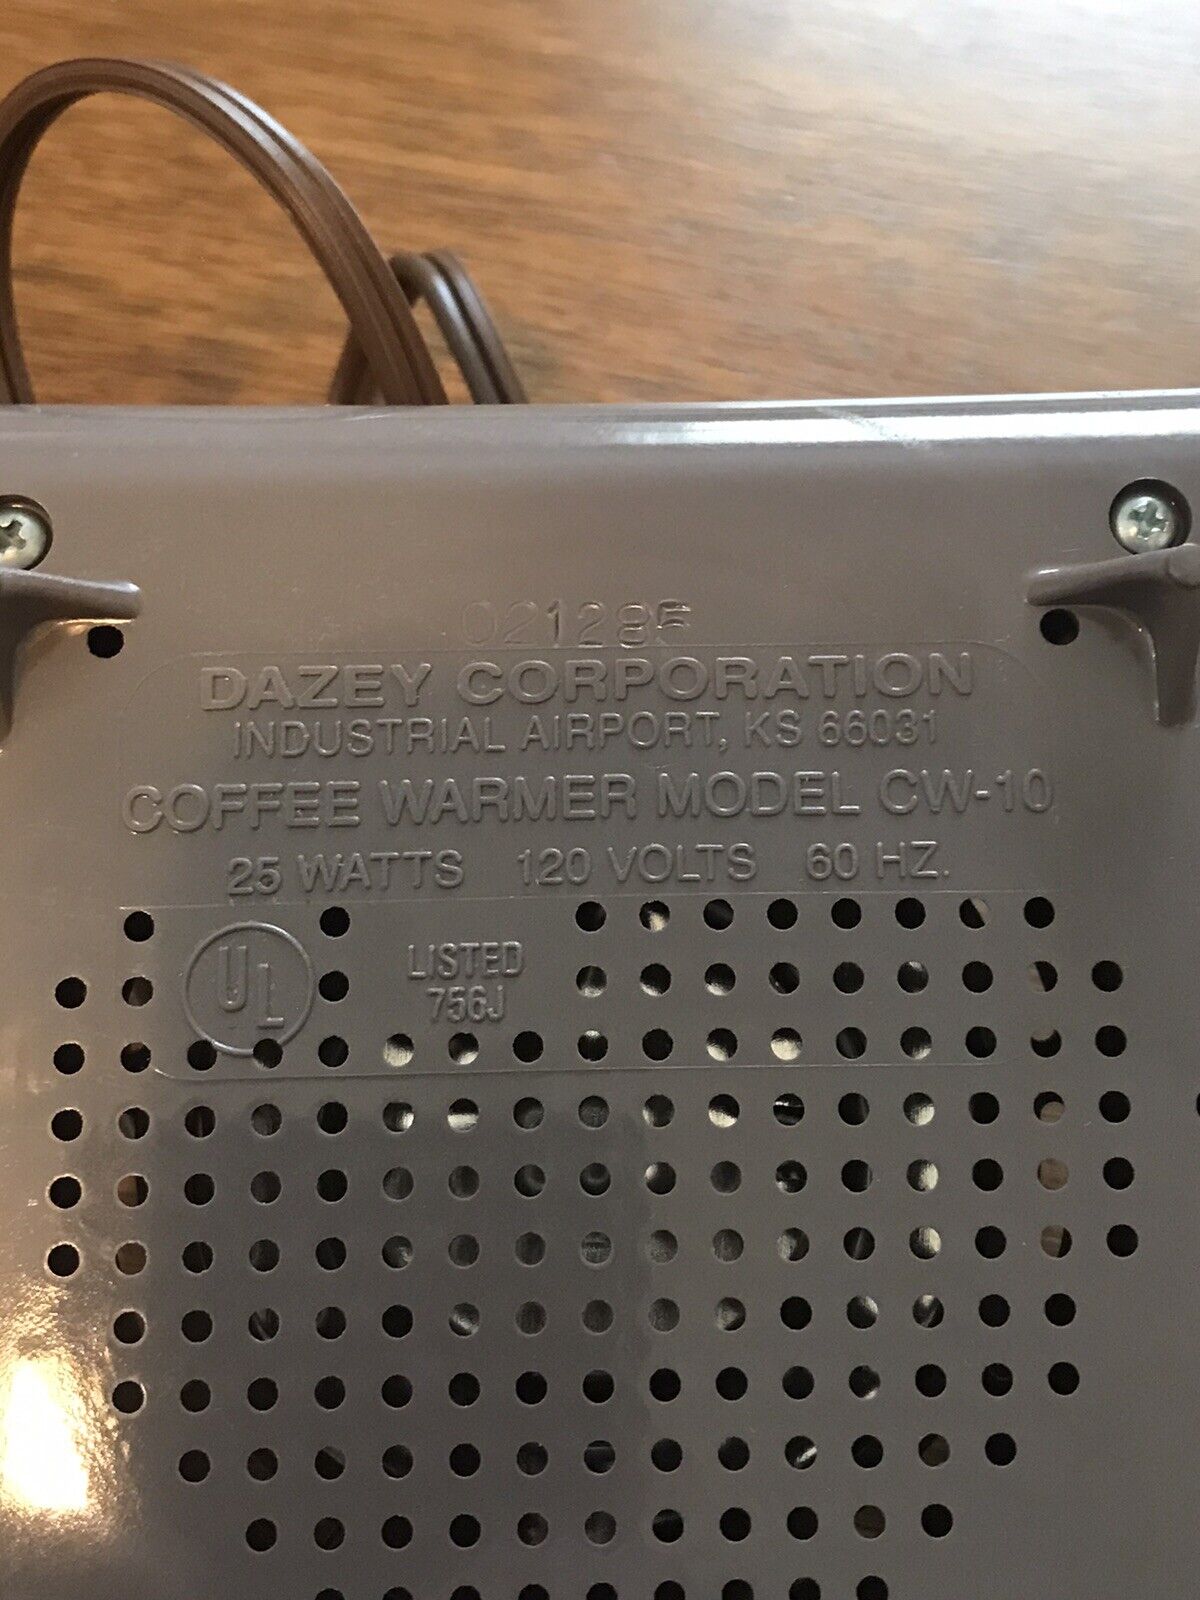 021285
DAZEY CORPORATION
INDUSTRIAL AIRPORT, KS 66031
COFFEE WARMER MODEL CW-10
25 WATTS 120 VOLTS 60 HZ.
UL
LISTED
756J